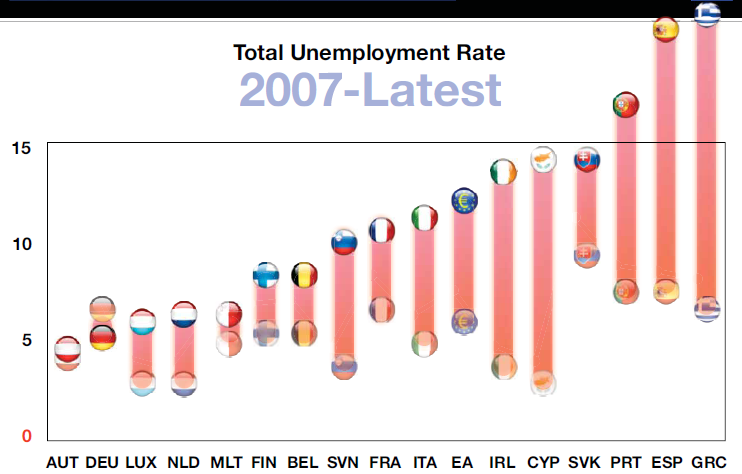 Total Unemployment Rate
2007-Latest
15
10
5
0
AUT DEU LUX NLD MLT FIN BEL SVN FRA ITA EA IRL CYP SVK PRT ESP GRC